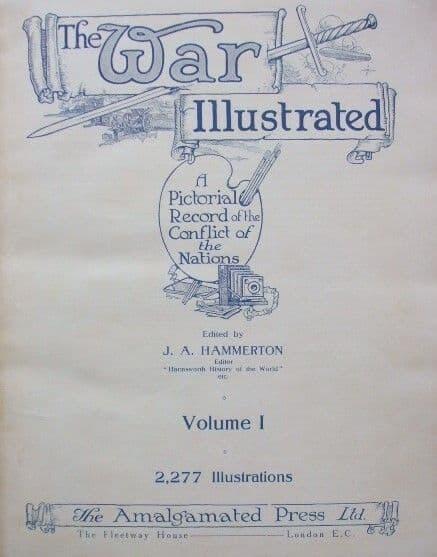 The War
Illustrated
A
Pictorial
Record of the
Conflict of
the
Nations
Edited by
J. A. HAMMERTON
Editor
"Harmsworth History of the World"
etc.
Volume I
2,277 Illustrations
The Amalgamated Press Ltd.
The Fleetway House London E.C.